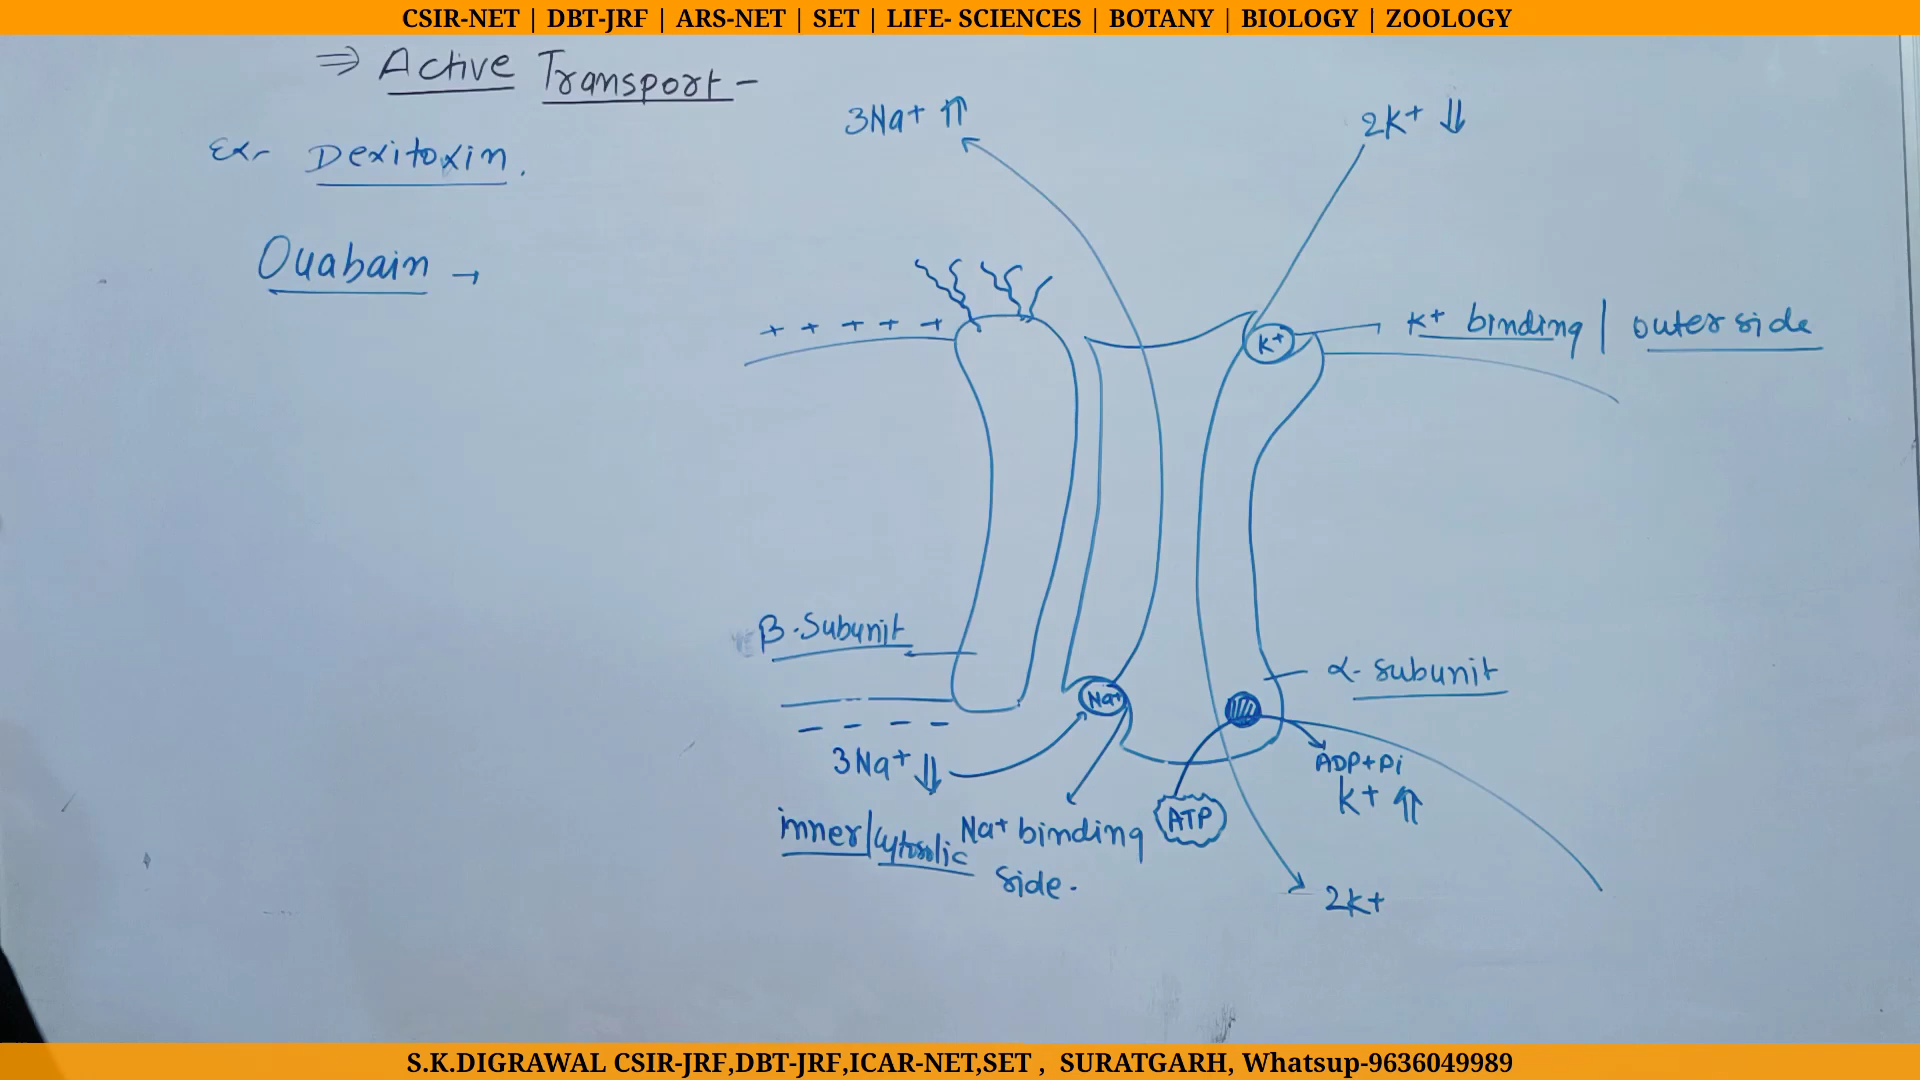 CSIR-NET | DBT-JRF | ARS-NET | SET | LIFE- SCIENCES | BOTANY | BIOLOGY | ZOOLOGY
⇒ Active Transport -
3Na+ ⇑
2K+ ⇓
Ex- Dexitoxin.
Ouabain →
+ + + + +
K+
K+ binding | outer side
β-Subunit
α-subunit
Na+
- - - -
3Na+ ⇓
ADP+Pi
K+ ⇑
ATP
inner/cytosolic
Na+ binding
side.
2K+
S.K.DIGRAWAL CSIR-JRF,DBT-JRF,ICAR-NET,SET , SURATGARH, Whatsup-9636049989